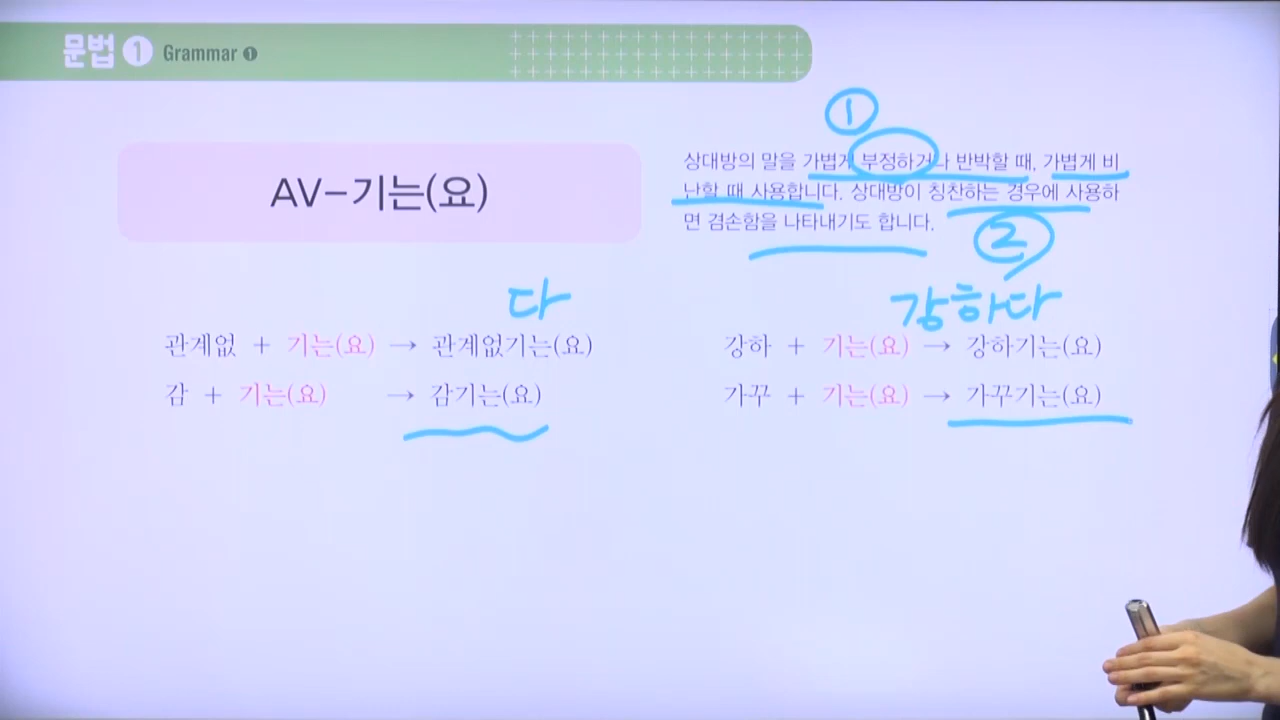 문법 1 Grammar 1
①
AV-기는(요)
상대방의 말을 가볍게 부정하거나 반박할 때, 가볍게 비
난할 때 사용합니다. 상대방이 칭찬하는 경우에 사용하
면 겸손함을 나타내기도 합니다.
②
다
강하다
관계없 + 기는(요) → 관계없기는(요)
감 + 기는(요) → 감기는(요)
강하 + 기는(요) → 강하기는(요)
가꾸 + 기는(요) → 가꾸기는(요)